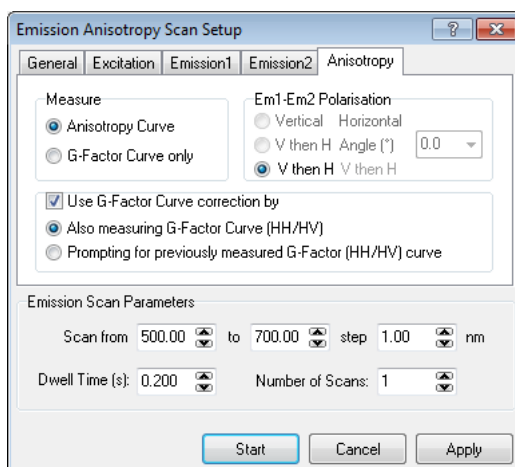 Emission Anisotropy Scan Setup
General Excitation Emission1 Emission2 Anisotropy
Measure
Anisotropy Curve
G-Factor Curve only
Em1-Em2 Polarisation
Vertical Horizontal
V then H Angle (°) 0.0
V then H V then H
Use G-Factor Curve correction by
Also measuring G-Factor Curve (HH/HV)
Prompting for previously measured G-Factor (HH/HV) curve
Emission Scan Parameters
Scan from 500.00 to 700.00 step 1.00 nm
Dwell Time (s): 0.200 Number of Scans: 1
Start Cancel Apply